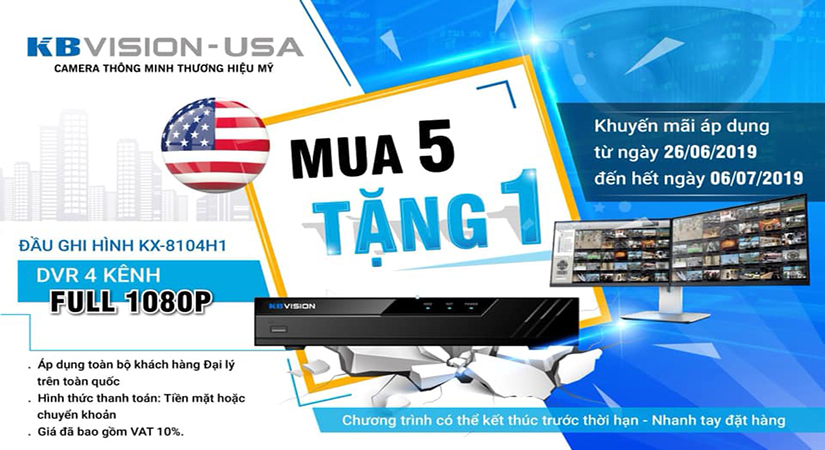 KBVISION-USA
CAMERA THÔNG MINH THƯƠNG HIỆU MỸ
MUA 5
TẶNG 1
Khuyến mãi áp dụng
từ ngày 26/06/2019
đến hết ngày 06/07/2019
ĐẦU GHI HÌNH KX-8104H1
DVR 4 KÊNH
FULL 1080P
KBVISION
. Áp dụng toàn bộ khách hàng Đại lý
trên toàn quốc
. Hình thức thanh toán: Tiền mặt hoặc
chuyển khoản
. Giá đã bao gồm VAT 10%.
Chương trình có thể kết thúc trước thời hạn - Nhanh tay đặt hàng